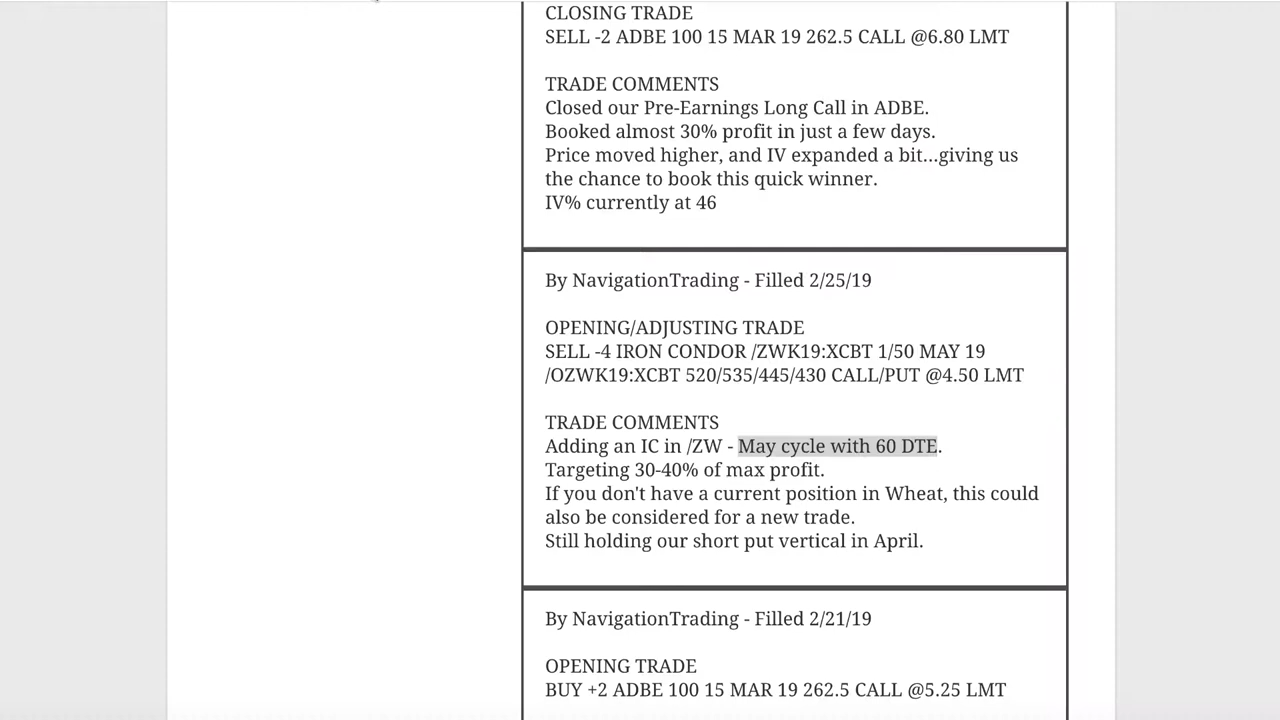 CLOSING TRADE
SELL -2 ADBE 100 15 MAR 19 262.5 CALL @6.80 LMT
TRADE COMMENTS
Closed our Pre-Earnings Long Call in ADBE.
Booked almost 30% profit in just a few days.
Price moved higher, and IV expanded a bit...giving us
the chance to book this quick winner.
IV% currently at 46
By NavigationTrading - Filled 2/25/19
OPENING/ADJUSTING TRADE
SELL -4 IRON CONDOR /ZWK19:XCBT 1/50 MAY 19
/OZWK19:XCBT 520/535/445/430 CALL/PUT @4.50 LMT
TRADE COMMENTS
Adding an IC in /ZW - May cycle with 60 DTE.
Targeting 30-40% of max profit.
If you don't have a current position in Wheat, this could
also be considered for a new trade.
Still holding our short put vertical in April.
By NavigationTrading - Filled 2/21/19
OPENING TRADE
BUY +2 ADBE 100 15 MAR 19 262.5 CALL @5.25 LMT